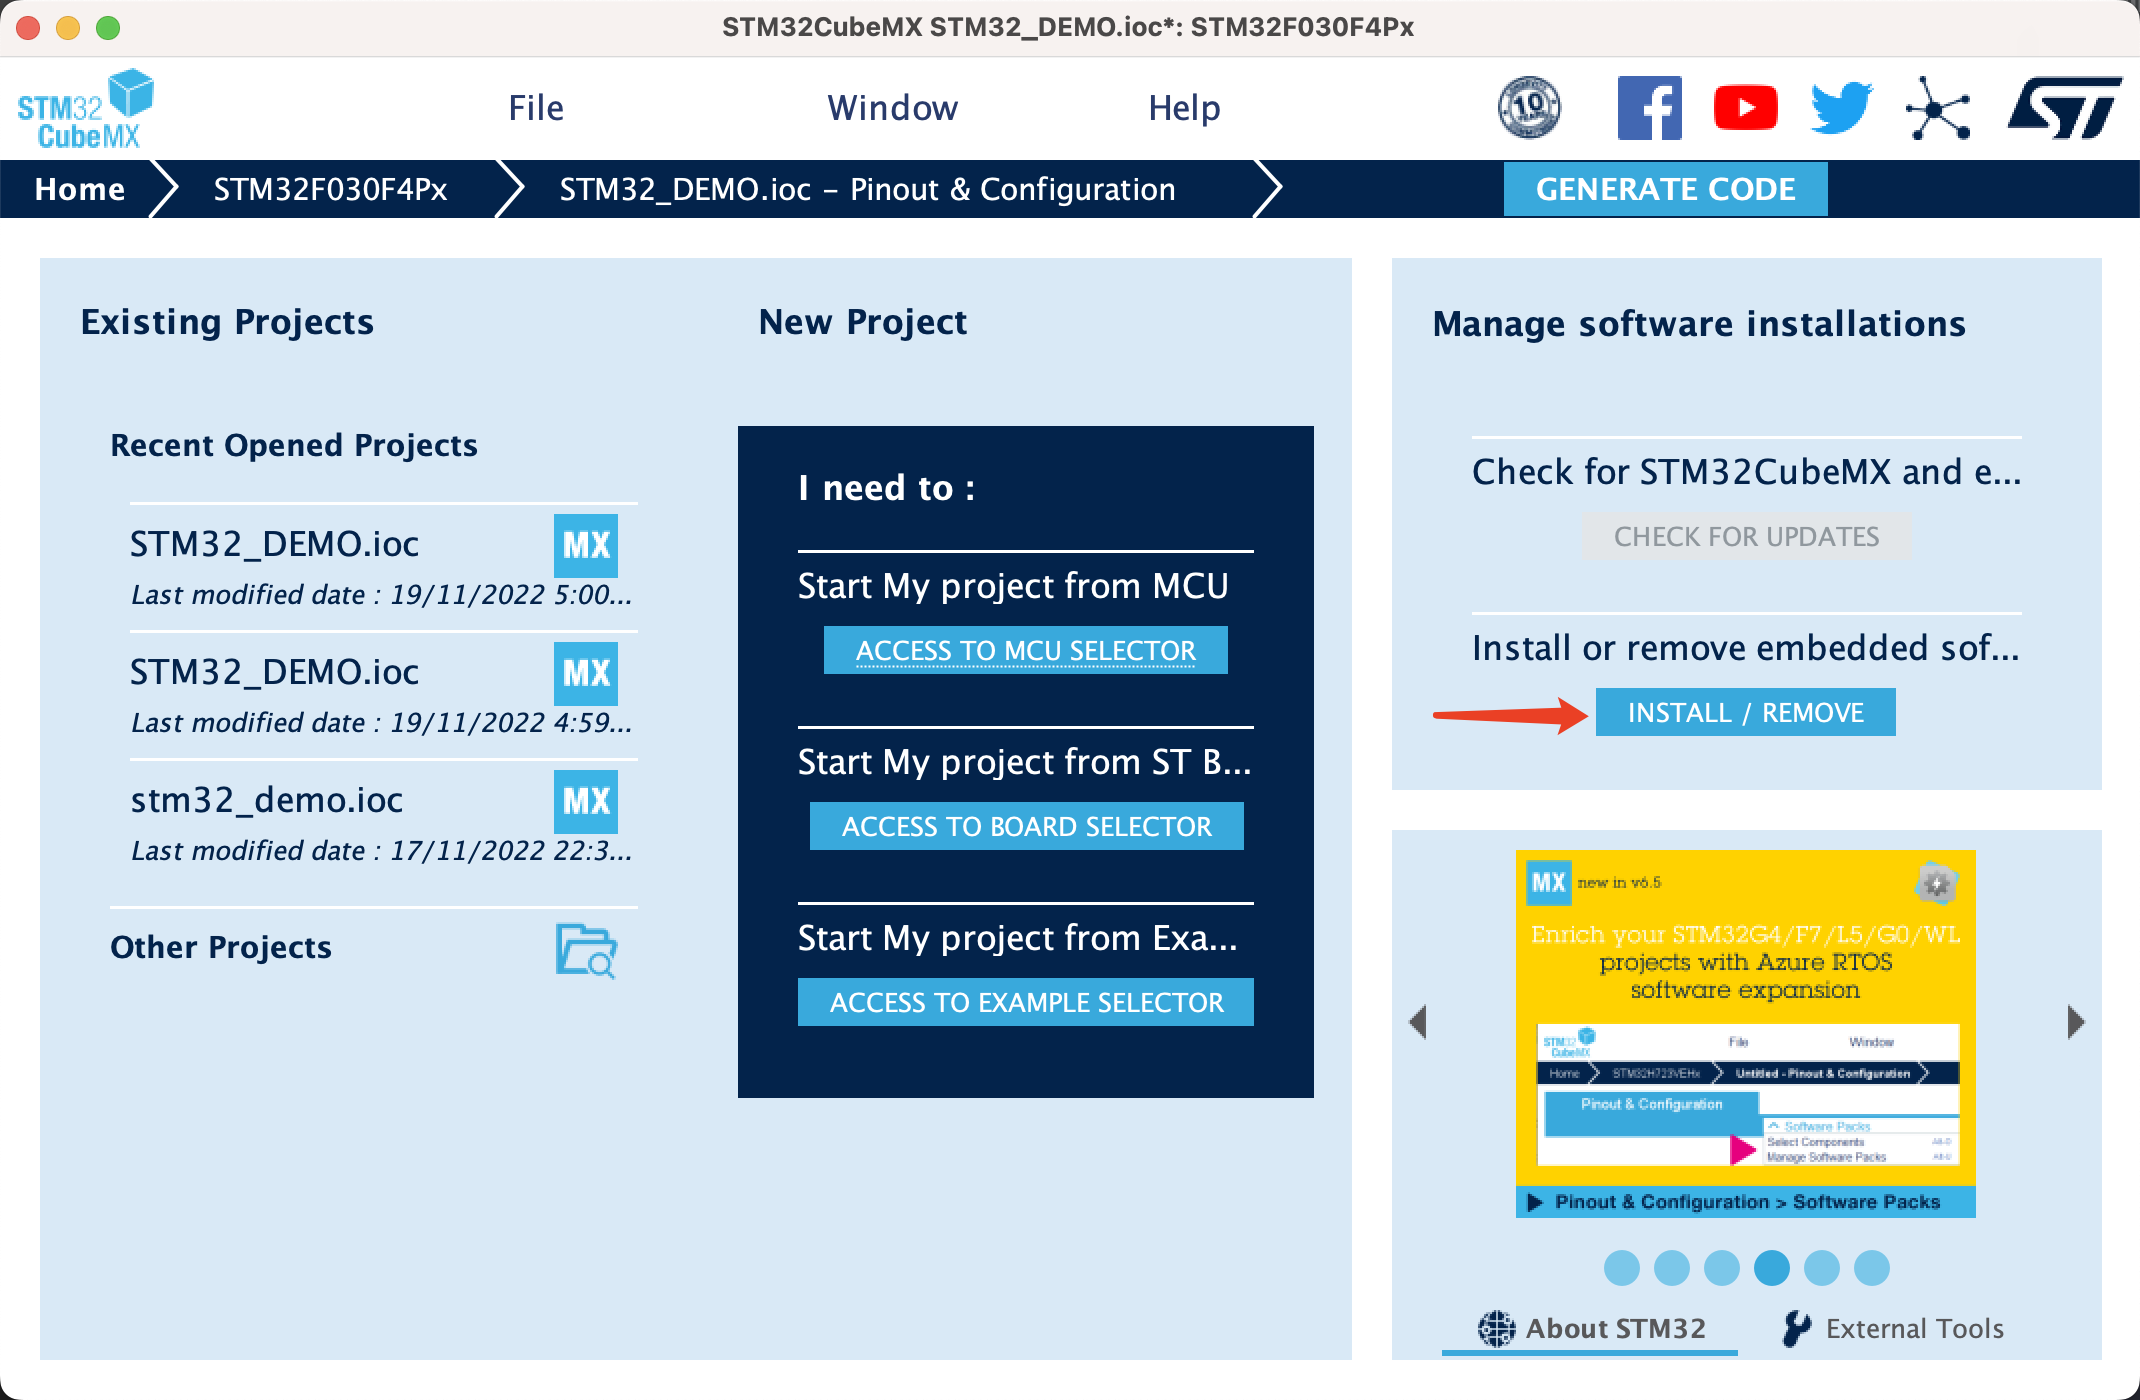 STM32CubeMX STM32_DEMO.ioc*: STM32F030F4Px
STM32
CubeMX
File
Window
Help
10
Home
STM32F030F4Px
STM32_DEMO.ioc – Pinout & Configuration
GENERATE CODE
Existing Projects
Recent Opened Projects
STM32_DEMO.ioc
MX
Last modified date : 19/11/2022 5:00...
STM32_DEMO.ioc
MX
Last modified date : 19/11/2022 4:59...
stm32_demo.ioc
MX
Last modified date : 17/11/2022 22:3...
Other Projects
New Project
I need to :
Start My project from MCU
ACCESS TO MCU SELECTOR
Start My project from ST B...
ACCESS TO BOARD SELECTOR
Start My project from Exa...
ACCESS TO EXAMPLE SELECTOR
Manage software installations
Check for STM32CubeMX and e...
CHECK FOR UPDATES
Install or remove embedded sof...
INSTALL / REMOVE
MX new in v6.5
Enrich your STM32G4/F7/L5/G0/WL
projects with Azure RTOS
software expansion
STM32
CubeMX
File
Window
Home
STM32H723VEHx
Untitled - Pinout & Configuration
Pinout & Configuration
Software Packs
Select Components
Manage Software Packs
Pinout & Configuration > Software Packs
About STM32
External Tools